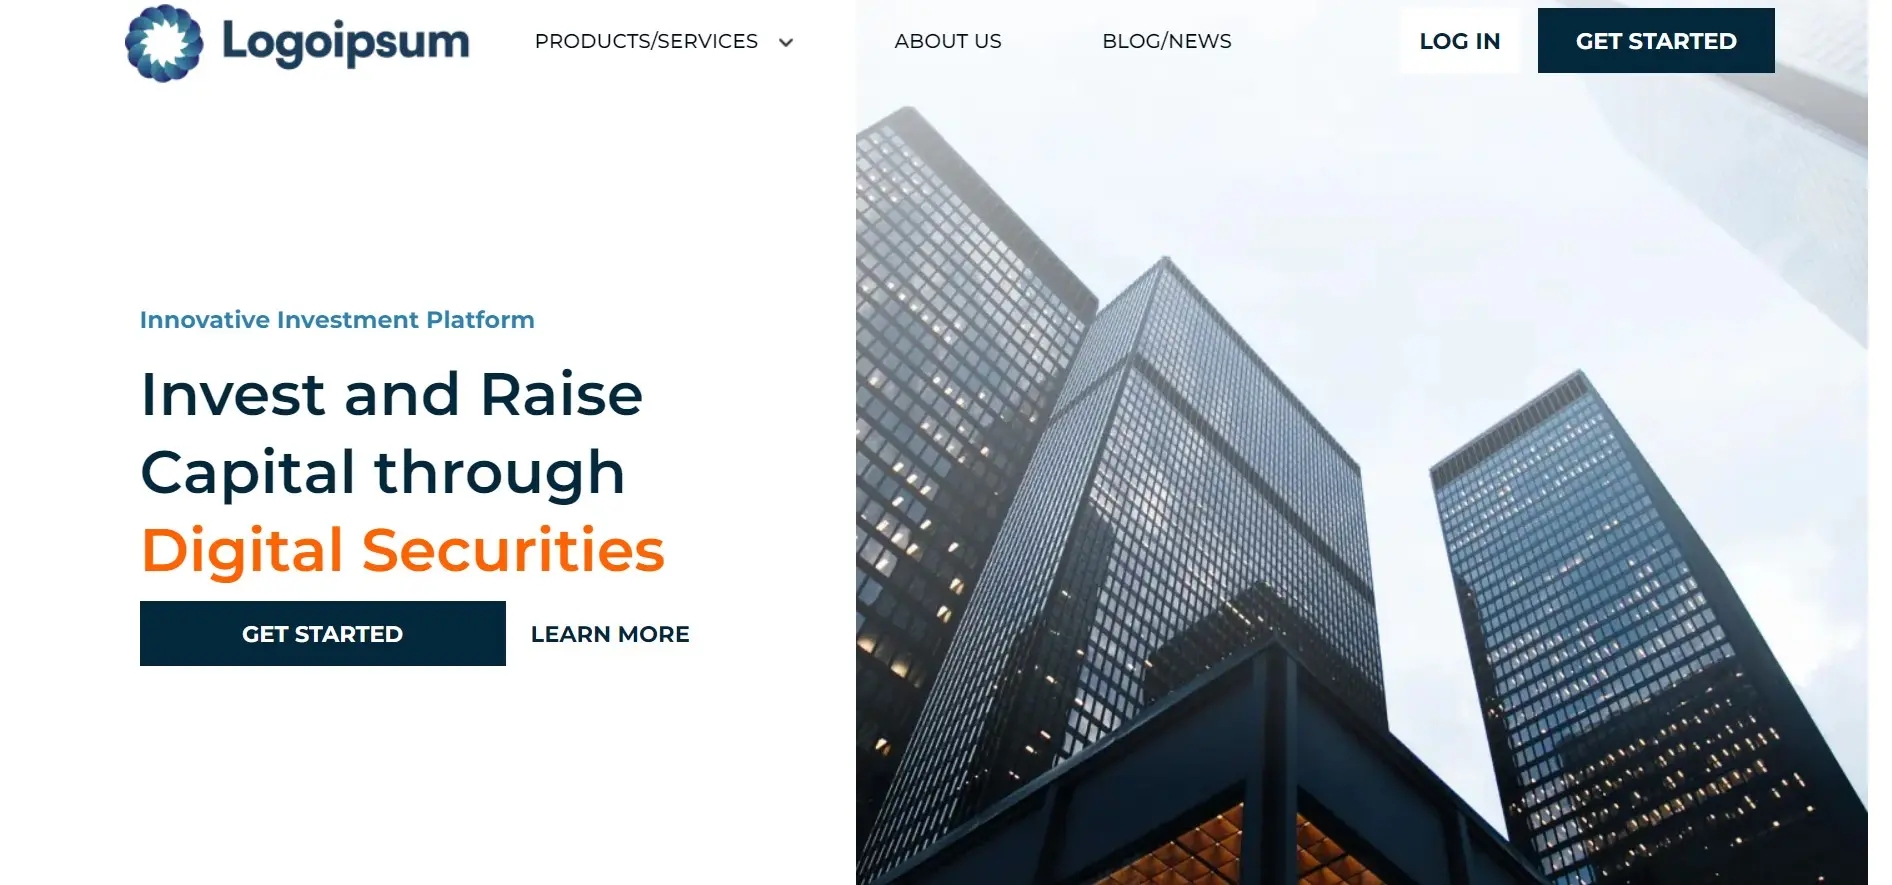 Logoipsum
PRODUCTS/SERVICES
ABOUT US
BLOG/NEWS
LOG IN
GET STARTED
Innovative Investment Platform
Invest and Raise
Capital through
Digital Securities
GET STARTED
LEARN MORE